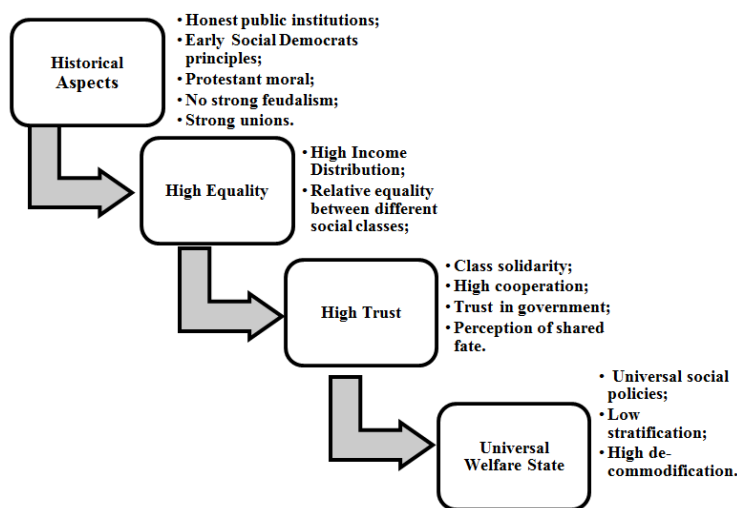 Historical
Aspects
• Honest public institutions;
• Early Social Democrats
principles;
• Protestant moral;
• No strong feudalism;
• Strong unions.
High Equality
• High Income
Distribution;
• Relative equality
between different
social classes;
High Trust
• Class solidarity;
• High cooperation;
• Trust in government;
• Perception of shared
fate.
Universal
Welfare State
• Universal social
policies;
• Low
stratification;
• High de-
commodification.